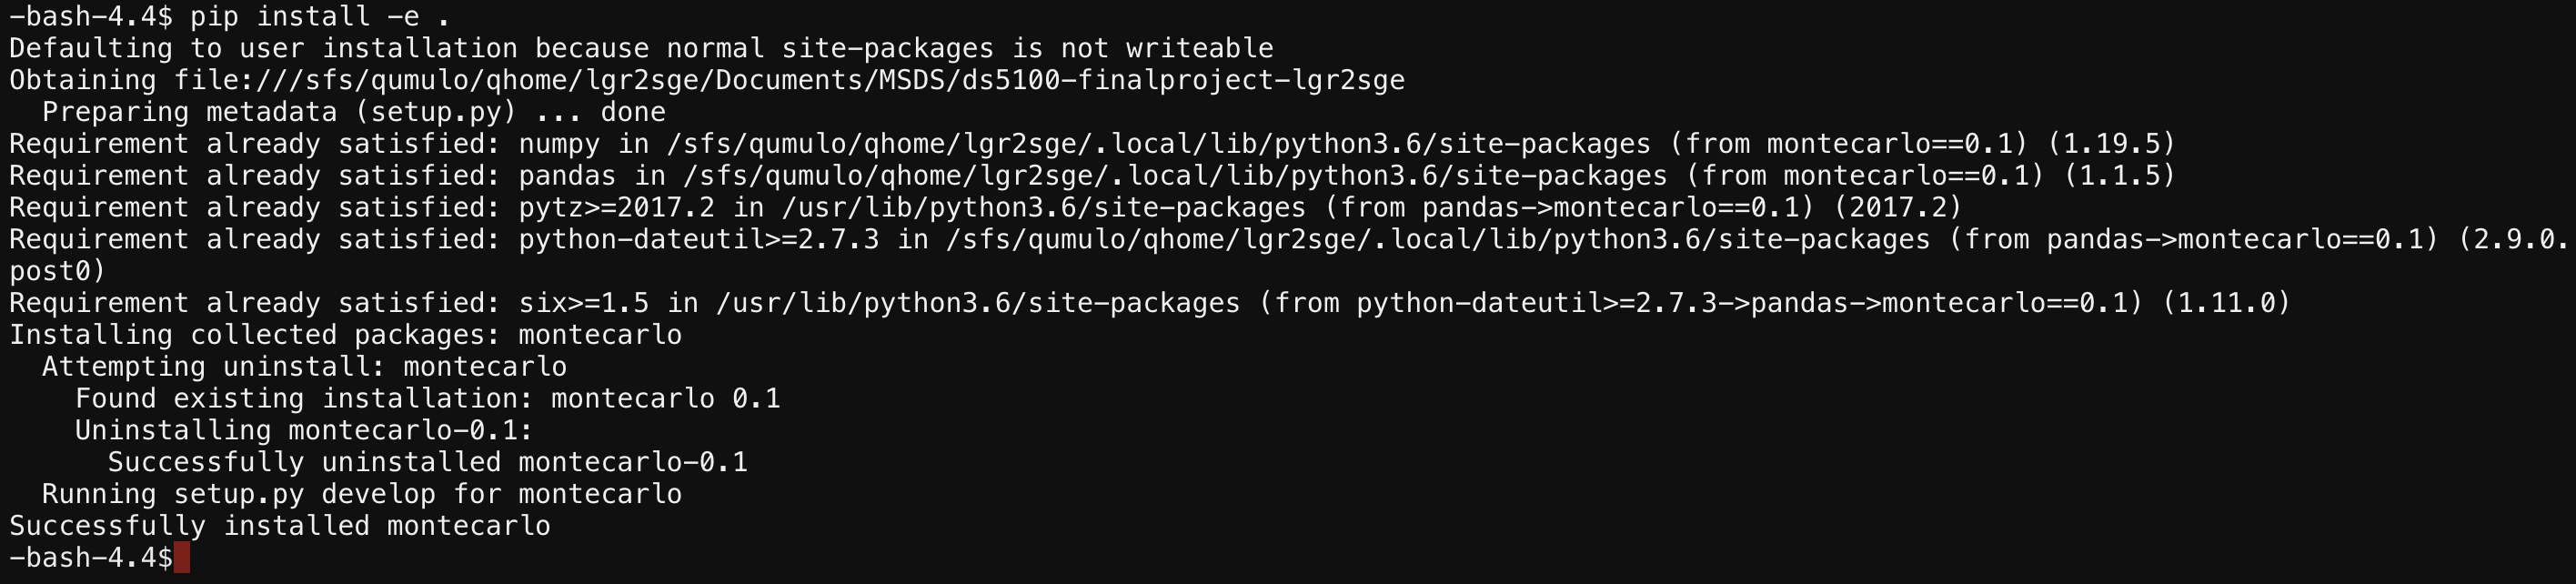 -bash-4.4$ pip install -e .
Defaulting to user installation because normal site-packages is not writeable
Obtaining file:///sfs/qumulo/qhome/lgr2sge/Documents/MSDS/ds5100-finalproject-lgr2sge
  Preparing metadata (setup.py) ... done
Requirement already satisfied: numpy in /sfs/qumulo/qhome/lgr2sge/.local/lib/python3.6/site-packages (from montecarlo==0.1) (1.19.5)
Requirement already satisfied: pandas in /sfs/qumulo/qhome/lgr2sge/.local/lib/python3.6/site-packages (from montecarlo==0.1) (1.1.5)
Requirement already satisfied: pytz>=2017.2 in /usr/lib/python3.6/site-packages (from pandas->montecarlo==0.1) (2017.2)
Requirement already satisfied: python-dateutil>=2.7.3 in /sfs/qumulo/qhome/lgr2sge/.local/lib/python3.6/site-packages (from pandas->montecarlo==0.1) (2.9.0.
post0)
Requirement already satisfied: six>=1.5 in /usr/lib/python3.6/site-packages (from python-dateutil>=2.7.3->pandas->montecarlo==0.1) (1.11.0)
Installing collected packages: montecarlo
  Attempting uninstall: montecarlo
    Found existing installation: montecarlo 0.1
    Uninstalling montecarlo-0.1:
      Successfully uninstalled montecarlo-0.1
  Running setup.py develop for montecarlo
Successfully installed montecarlo
-bash-4.4$